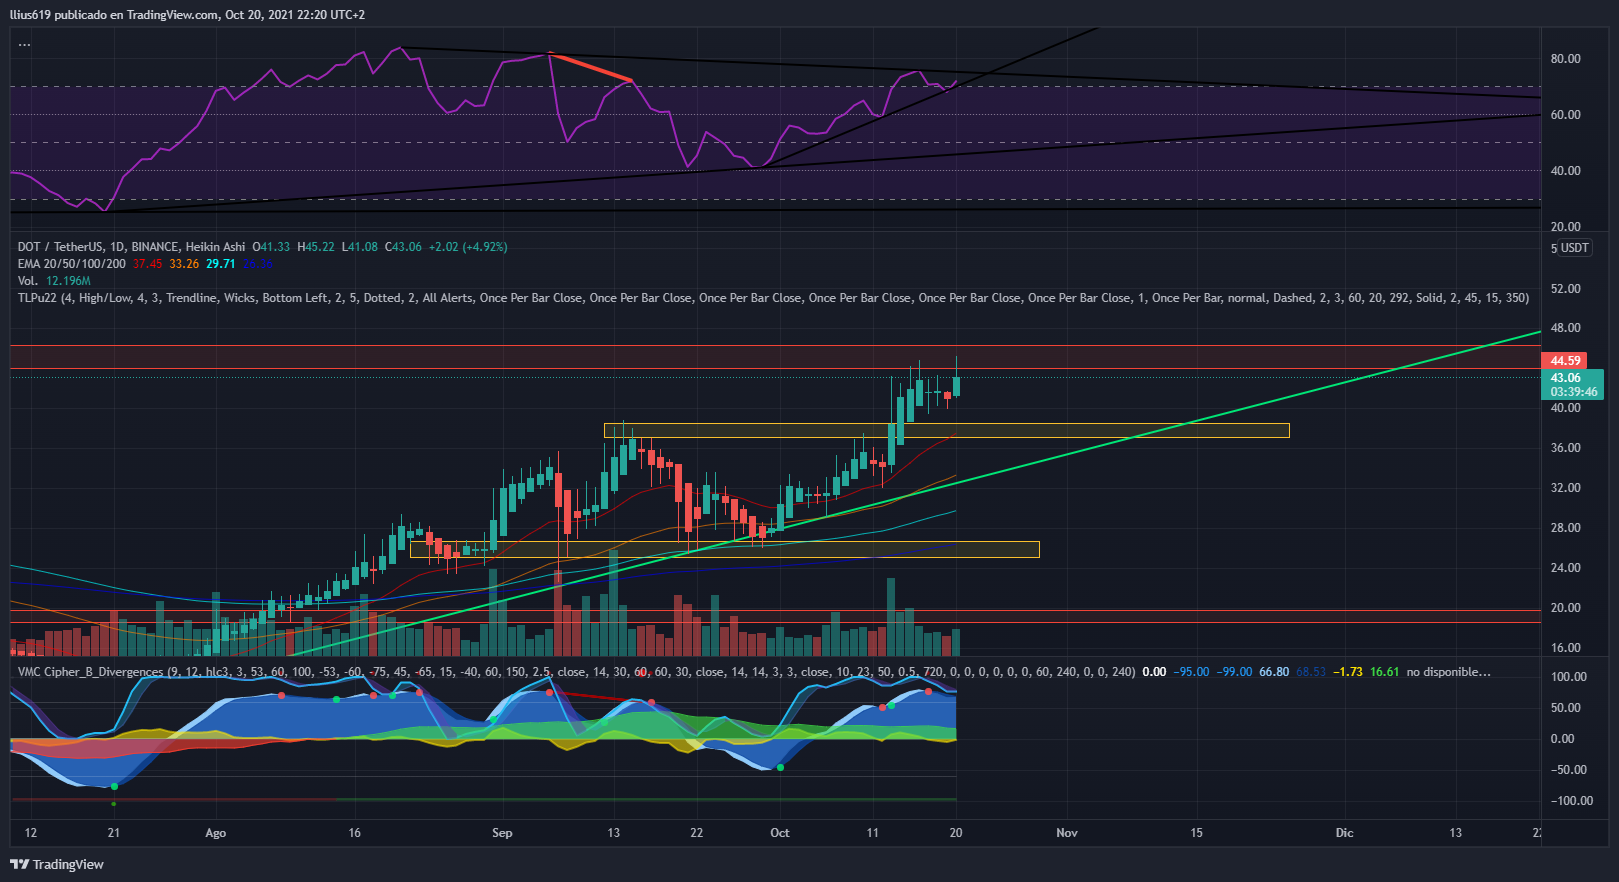 llius619 publicado en TradingView.com, Oct 20, 2021 22:20 UTC+2
...
80.00
60.00
40.00
20.00
DOT / TetherUS, 1D, BINANCE, Heikin Ashi O41.33 H45.22 L41.08 C43.06 +2.02 (+4.92%)
5 USDT
EMA 20/50/100/200 37.45 33.26 29.71
Vol. 12.196M
TLPu22 (4, High/Low, 4, 3, Trendline, Wicks, Bottom Left, 2, 5, Dotted, 2, All Alerts, Once Per Bar Close, Once Per Bar Close, Once Per Bar Close, Once Per Bar Close, Once Per Bar Close, Once Per Bar Close, 1, Once Per Bar, normal, Dashed, 2, 3, 60, 20, 292, Solid, 2, 45, 15, 350)
52.00
48.00
44.59
43.06
03:39:46
40.00
36.00
32.00
28.00
24.00
20.00
16.00
VMC Cipher_B_Divergences (9, 12, hlc3, 3, 53, 60, 100, -53, -60, -75, 45, -65, 15, -40, 60, 150, 2.5, close, 14, 30, 60, 60, 30, close, 14, 14, 3, 3, close, 10, 23, 50, 0.5, 720, 0, 0, 0, 0, 0, 0, 60, 240, 0, 0, 240) 0.00 −95.00 −99.00 66.80 68.53 −1.73 16.61 no disponible...
100.00
50.00
0.00
−50.00
−100.00
12 21 Ago 16 Sep 13 22 Oct 11 20 Nov 15 Dic 13
TradingView